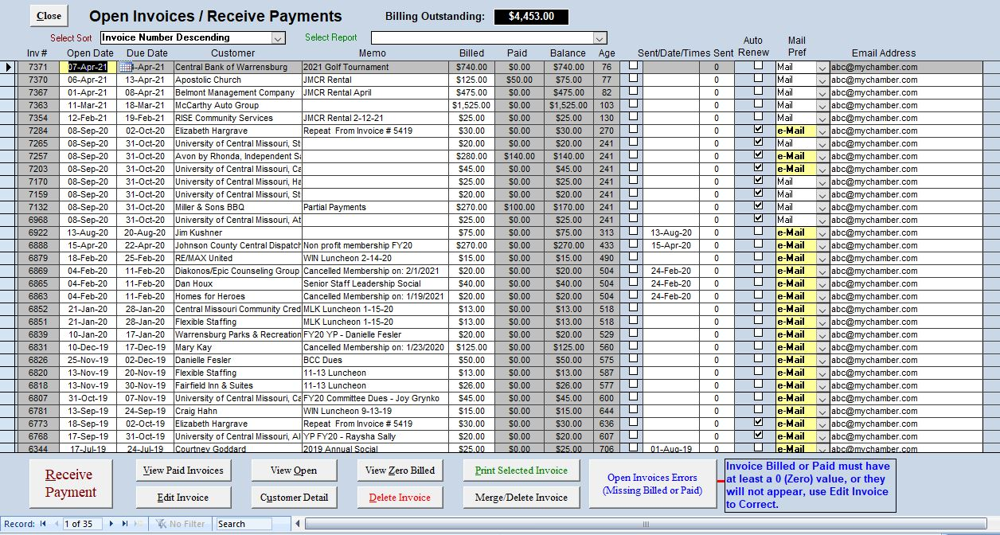 Close Open Invoices / Receive Payments Billing Outstanding: $4,453.00
Select Sort Invoice Number Descending Select Report
Auto Mail
Inv # Open Date Due Date Customer Memo Billed Paid Balance Age Sent/Date/Times Sent Renew Pref Email Address
7371 07-Apr-21 -Apr-21 Central Bank of Warrensburg 2021 Golf Tournament $740.00 $0.00 $740.00 76 0 Mail abc@mychamber.com
7370 06-Apr-21 13-Apr-21 Apostolic Church JMCR Rental $125.00 $50.00 $75.00 77 0 Mail abc@mychamber.com
7367 01-Apr-21 08-Apr-21 Belmont Management Company JMCR Rental April $475.00 $0.00 $475.00 82 0 Mail abc@mychamber.com
7363 11-Mar-21 18-Mar-21 McCarthy Auto Group $1,525.00 $0.00 $1,525.00 103 0 Mail abc@mychamber.com
7354 12-Feb-21 19-Feb-21 RISE Community Services JMCR Rental 2-12-21 $25.00 $0.00 $25.00 130 0 Mail abc@mychamber.com
7284 08-Sep-20 02-Oct-20 Elizabeth Hargrave Repeat From Invoice # 5419 $30.00 $0.00 $30.00 270 0 e-Mail abc@mychamber.com
7265 08-Sep-20 31-Oct-20 University of Central Missouri, St $20.00 $0.00 $20.00 241 0 Mail abc@mychamber.com
7257 08-Sep-20 31-Oct-20 Avon by Rhonda, Independent Sa $280.00 $140.00 $140.00 241 0 e-Mail abc@mychamber.com
7203 08-Sep-20 31-Oct-20 University of Central Missouri, Ca $45.00 $0.00 $45.00 241 0 e-Mail abc@mychamber.com
7170 08-Sep-20 31-Oct-20 University of Central Missouri, Ha $25.00 $0.00 $25.00 241 0 Mail abc@mychamber.com
7159 08-Sep-20 31-Oct-20 University of Central Missouri, St $20.00 $0.00 $20.00 241 0 Mail abc@mychamber.com
7132 08-Sep-20 31-Oct-20 Miller & Sons BBQ Partial Payments $270.00 $100.00 $170.00 241 0 Mail abc@mychamber.com
6968 08-Sep-20 31-Oct-20 University of Central Missouri, At $25.00 $0.00 $25.00 241 0 Mail abc@mychamber.com
6922 13-Aug-20 20-Aug-20 Jim Kushner $75.00 $0.00 $75.00 313 13-Aug-20 0 e-Mail abc@mychamber.com
6888 15-Apr-20 22-Apr-20 Johnson County Central Dispatch Non profit membership FY20 $270.00 $0.00 $270.00 433 15-Apr-20 0 e-Mail abc@mychamber.com
6879 18-Feb-20 25-Feb-20 RE/MAX United WIN Luncheon 2-14-20 $15.00 $0.00 $15.00 490 0 e-Mail abc@mychamber.com
6869 04-Feb-20 11-Feb-20 Diakonos/Epic Counseling Group Cancelled Membership on: 2/1/2021 $20.00 $0.00 $20.00 504 24-Feb-20 0 e-Mail abc@mychamber.com
6865 04-Feb-20 11-Feb-20 Dan Houx Senior Staff Leadership Social $40.00 $0.00 $40.00 504 24-Feb-20 0 e-Mail abc@mychamber.com
6863 04-Feb-20 11-Feb-20 Homes for Heroes Cancelled Membership on: 1/19/2021 $20.00 $0.00 $20.00 504 24-Feb-20 0 e-Mail abc@mychamber.com
6852 21-Jan-20 28-Jan-20 Central Missouri Community Cred MLK Luncheon 1-15-20 $13.00 $0.00 $13.00 518 0 e-Mail abc@mychamber.com
6851 21-Jan-20 28-Jan-20 Flexible Staffing MLK Luncheon 1-15-20 $13.00 $0.00 $13.00 518 0 e-Mail abc@mychamber.com
6839 10-Jan-20 17-Jan-20 Warrensburg Parks & Recreation FY20 YP - Danielle Fesler $20.00 $0.00 $20.00 529 0 e-Mail abc@mychamber.com
6831 10-Dec-19 17-Dec-19 Mary Kay Cancelled Membership on: 1/23/2020 $125.00 $0.00 $125.00 560 0 e-Mail abc@mychamber.com
6826 25-Nov-19 02-Dec-19 Danielle Fesler BCC Dues $50.00 $0.00 $50.00 575 0 e-Mail abc@mychamber.com
6820 13-Nov-19 20-Nov-19 Flexible Staffing 11-13 Luncheon $13.00 $0.00 $13.00 587 0 e-Mail abc@mychamber.com
6818 13-Nov-19 30-Nov-19 Fairfield Inn & Suites 11-13 Luncheon $26.00 $0.00 $26.00 577 0 e-Mail abc@mychamber.com
6807 31-Oct-19 07-Nov-19 University of Central Missouri, Ca FY20 Committee Dues - Joy Grynko $45.00 $0.00 $45.00 600 0 e-Mail abc@mychamber.com
6781 13-Sep-19 24-Sep-19 Craig Hahn WIN Luncheon 9-13-19 $15.00 $0.00 $15.00 644 0 e-Mail abc@mychamber.com
6773 18-Sep-19 02-Oct-19 Elizabeth Hargrave Repeat From Invoice # 5419 $30.00 $0.00 $30.00 636 0 e-Mail abc@mychamber.com
6768 17-Sep-19 31-Oct-19 University of Central Missouri, Al YP FY20 - Raysha Sally $20.00 $0.00 $20.00 607 0 e-Mail abc@mychamber.com
6344 17-Jul-19 24-Jul-19 Courtney Goddard 2019 Annual Social $25.00 $0.00 $25.00 706 01-Aug-19 0 e-Mail abc@mychamber.com
Receive
Payment
View Paid Invoices View Open View Zero Billed Print Selected Invoice
Edit Invoice Customer Detail Delete Invoice Merge/Delete Invoice
Open Invoices Errors
(Missing Billed or Paid)
Invoice Billed or Paid must have
at least a 0 (Zero) value, or they
will not appear, use Edit Invoice
to Correct.
Record: 1 of 35 No Filter Search